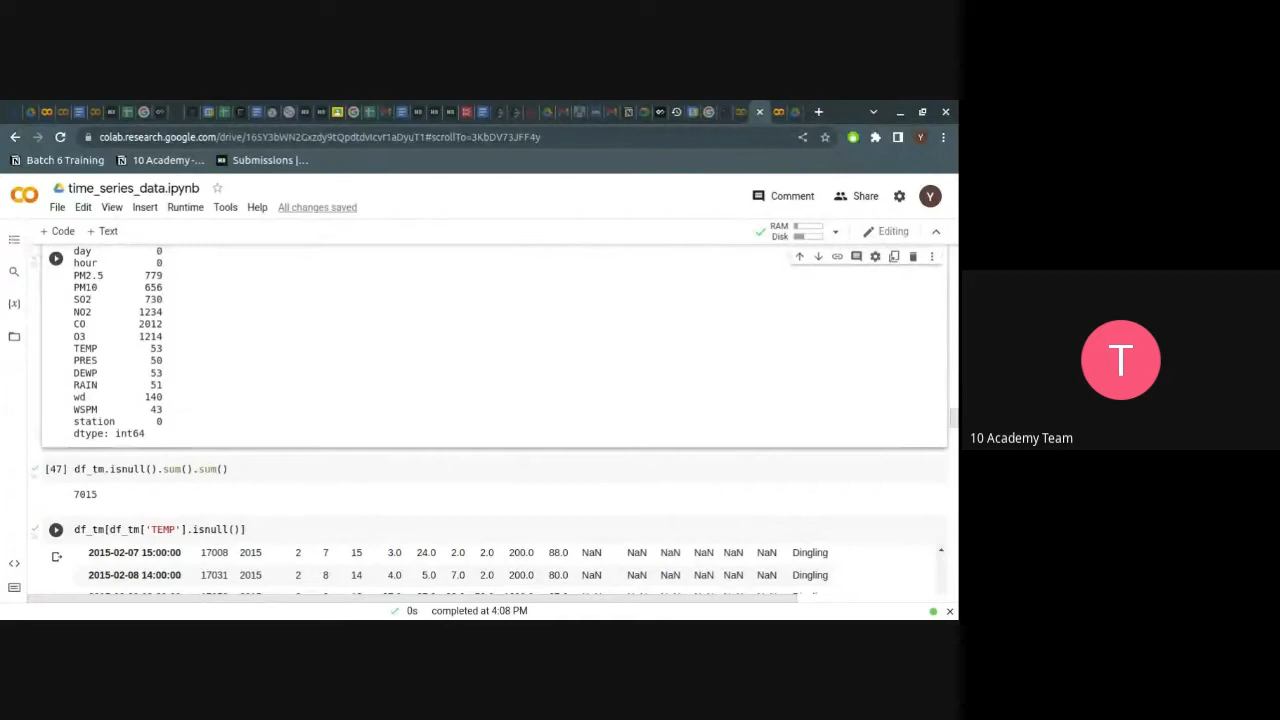 colab.research.google.com/drive/165Y3bWN2Gxzdy9tQpdtdvIcvf1aDyuT1#scrollTo=3KbDV73JFF4y
Y
Batch 6 Training
10 Academy -...
Submissions |...
time_series_data.ipynb
Comment
Share
Y
File Edit View Insert Runtime Tools Help All changes saved
+ Code + Text
RAM
Disk
Editing
day 0
hour 0
PM2.5 779
PM10 656
SO2 730
NO2 1234
CO 2012
O3 1214
TEMP 53
PRES 50
DEWP 53
RAIN 51
wd 140
WSPM 43
station 0
dtype: int64
[47] df_tm.isnull().sum().sum()
7015
df_tm[df_tm['TEMP'].isnull()]
2015-02-07 15:00:00 17008 2015 2 7 15 3.0 24.0 2.0 2.0 200.0 88.0 NaN NaN NaN NaN NaN NaN Dingling
2015-02-08 14:00:00 17031 2015 2 8 14 4.0 5.0 7.0 2.0 200.0 80.0 NaN NaN NaN NaN NaN NaN Dingling
0s completed at 4:08 PM
T
10 Academy Team